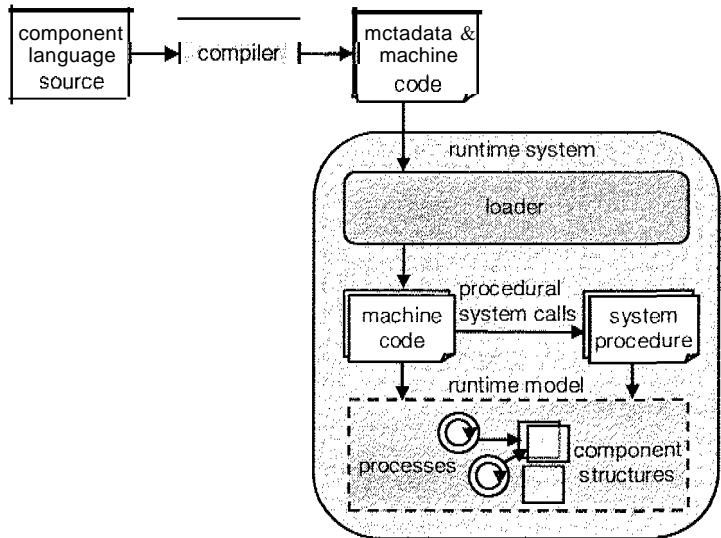 component
language
source
compiler
mctadata &
machine
code
runtime system
loader
machine
code
procedural
system calls
system
procedure
runtime model
processes
component
structures